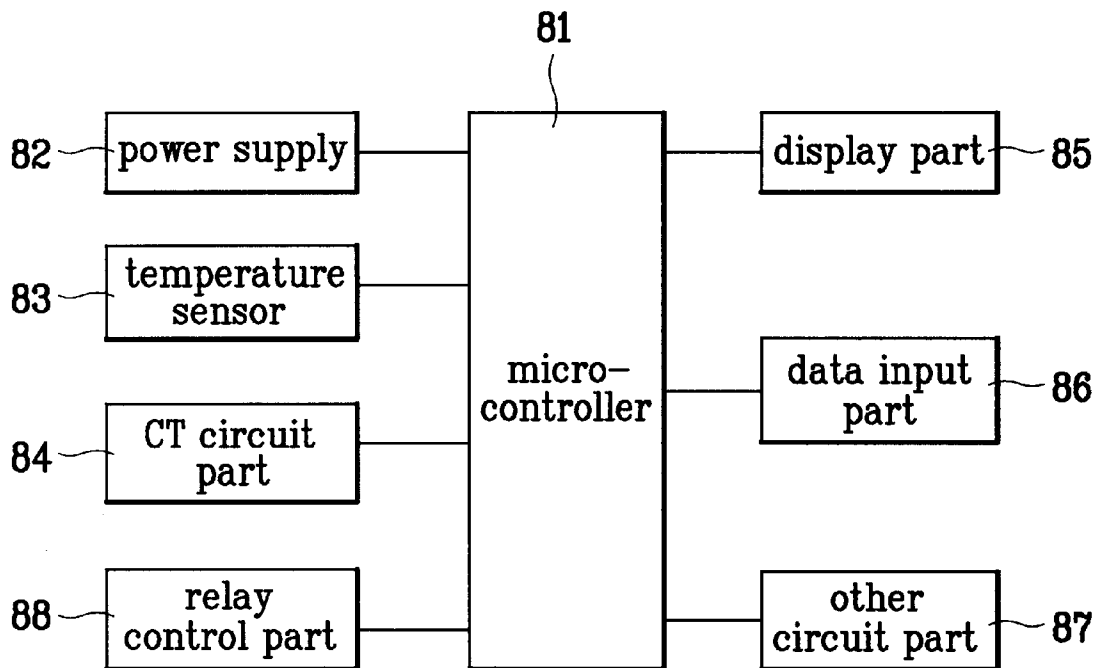 81
82
power supply
83
temperature
sensor
84
CT circuit
part
88
relay
control part
micro-
controller
display part
85
data input
part
86
other
circuit part
87